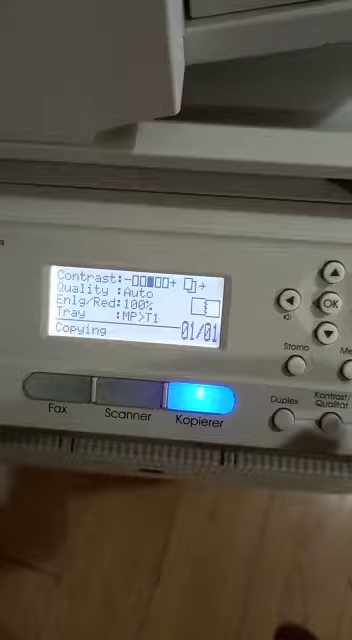 Contrast:-□□■□□+
Quality :Auto
Enlg/Red:100%
Tray :MP>T1
Copying 01/01
OK
Storno
Duplex
Kontrast/
Qualität
Fax
Scanner
Kopierer